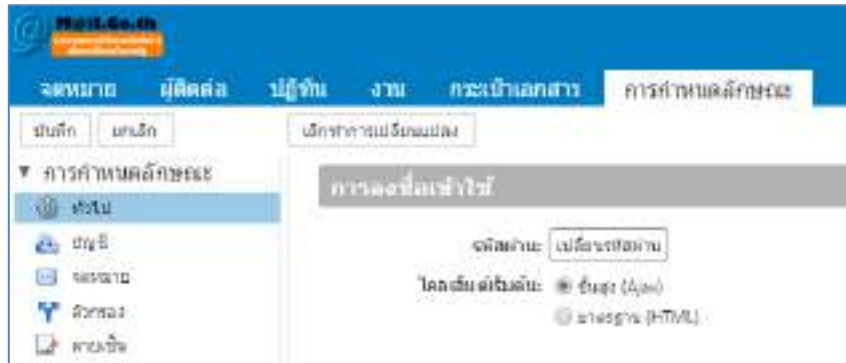 Mail.Go.th
จดหมาย ผู้ติดต่อ ปฏิทิน งาน กระเป๋าเอกสาร การกำหนดลักษณะ
บันทึก ยกเลิก เลิกทำการเปลี่ยนแปลง
การกำหนดลักษณะ
ทั่วไป
บัญชี
จดหมาย
ตัวกรอง
ลายเซ็น
การลงชื่อเข้าใช้
รหัสผ่าน: เปลี่ยนรหัสผ่าน
ไคลเอ็นต์เริ่มต้น: ขั้นสูง (Ajax)
มาตรฐาน (HTML)